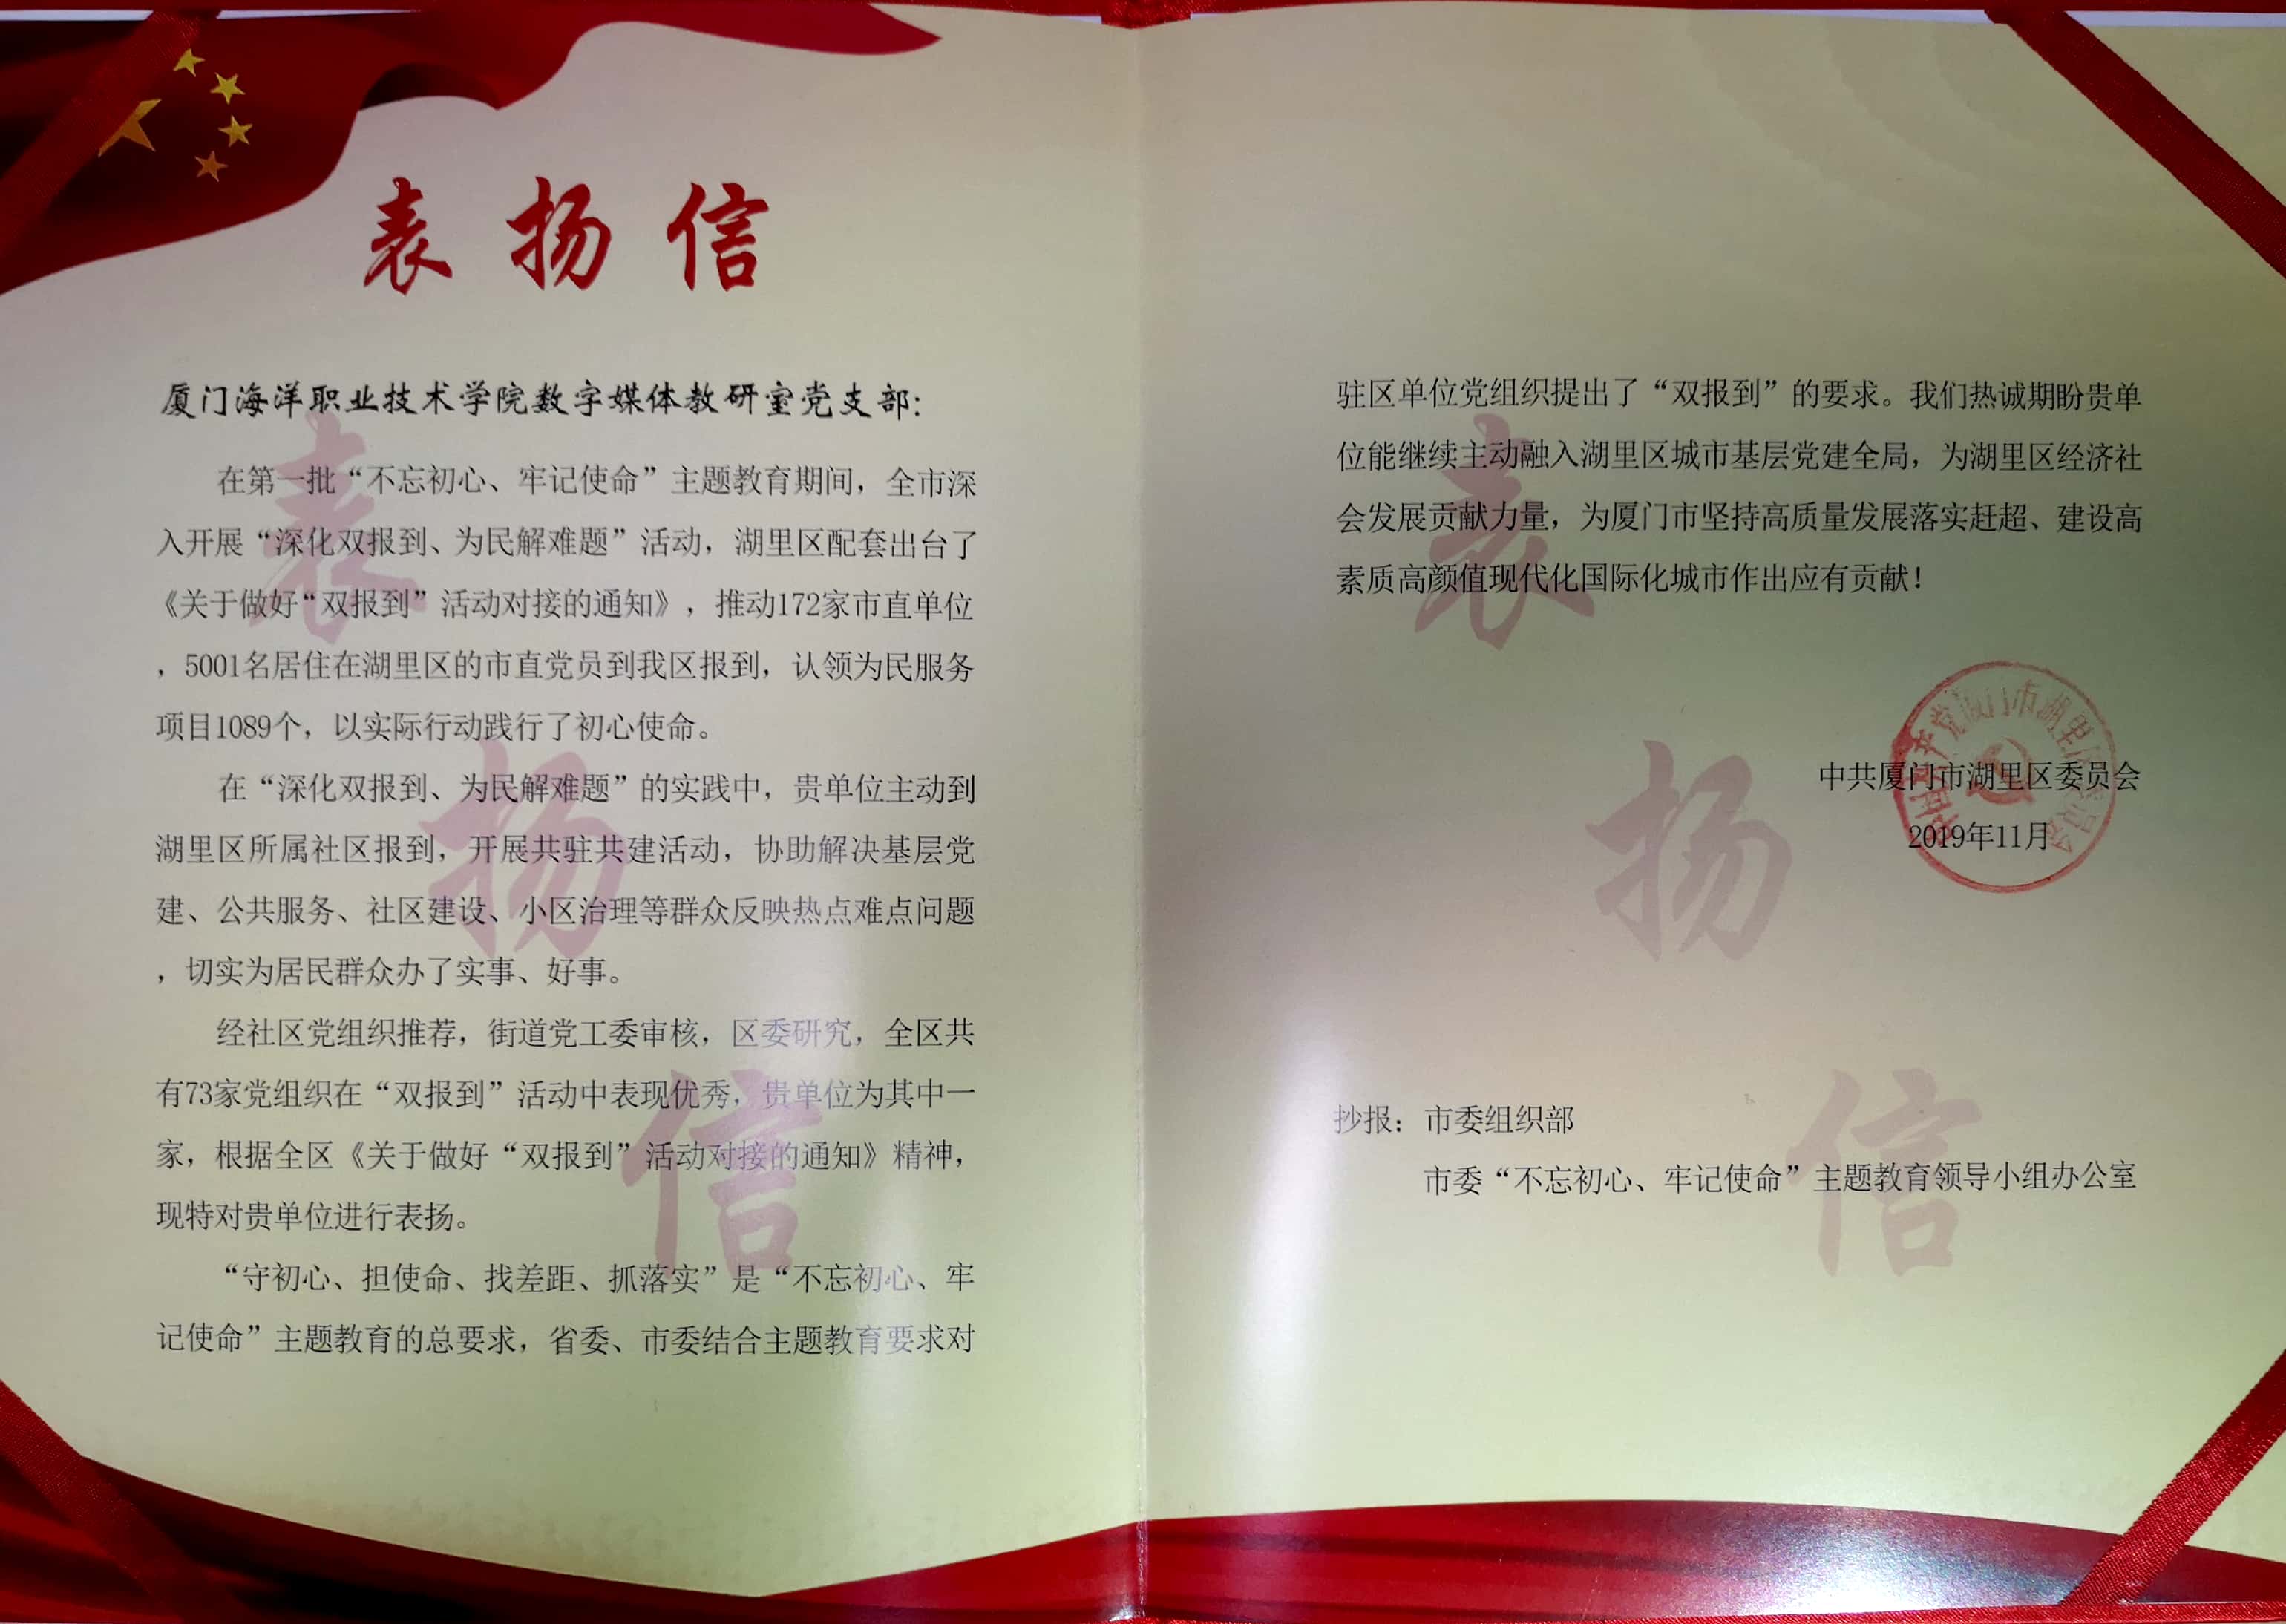 表扬信
厦门海洋职业技术学院数字媒体教研室党支部：
在第一批“不忘初心、牢记使命”主题教育期间，全市深
入开展“深化双报到、为民解难题”活动，湖里区配套出台了
《关于做好“双报到”活动对接的通知》，推动172家市直单位
，5001名居住在湖里区的市直党员到我区报到，认领为民服务
项目1089个，以实际行动践行了初心使命。
在“深化双报到、为民解难题”的实践中，贵单位主动到
湖里区所属社区报到，开展共驻共建活动，协助解决基层党
建、公共服务、社区建设、小区治理等群众反映热点难点问题
，切实为居民群众办了实事、好事。
经社区党组织推荐，街道党工委审核，区委研究，全区共
有73家党组织在“双报到”活动中表现优秀，贵单位为其中一
家，根据全区《关于做好“双报到”活动对接的通知》精神，
现特对贵单位进行表扬。
“守初心、担使命、找差距、抓落实”是“不忘初心、牢
记使命”主题教育的总要求，省委、市委结合主题教育要求对
表
扬
信
驻区单位党组织提出了“双报到”的要求。我们热诚期盼贵单
位能继续主动融入湖里区城市基层党建全局，为湖里区经济社
会发展贡献力量，为厦门市坚持高质量发展落实赶超、建设高
素质高颜值现代化国际化城市作出应有贡献！
中共厦门市湖里区委员会
2019年11月
中国共产党厦门市湖里区委员会
抄报：市委组织部
市委“不忘初心、牢记使命”主题教育领导小组办公室
表
扬
信